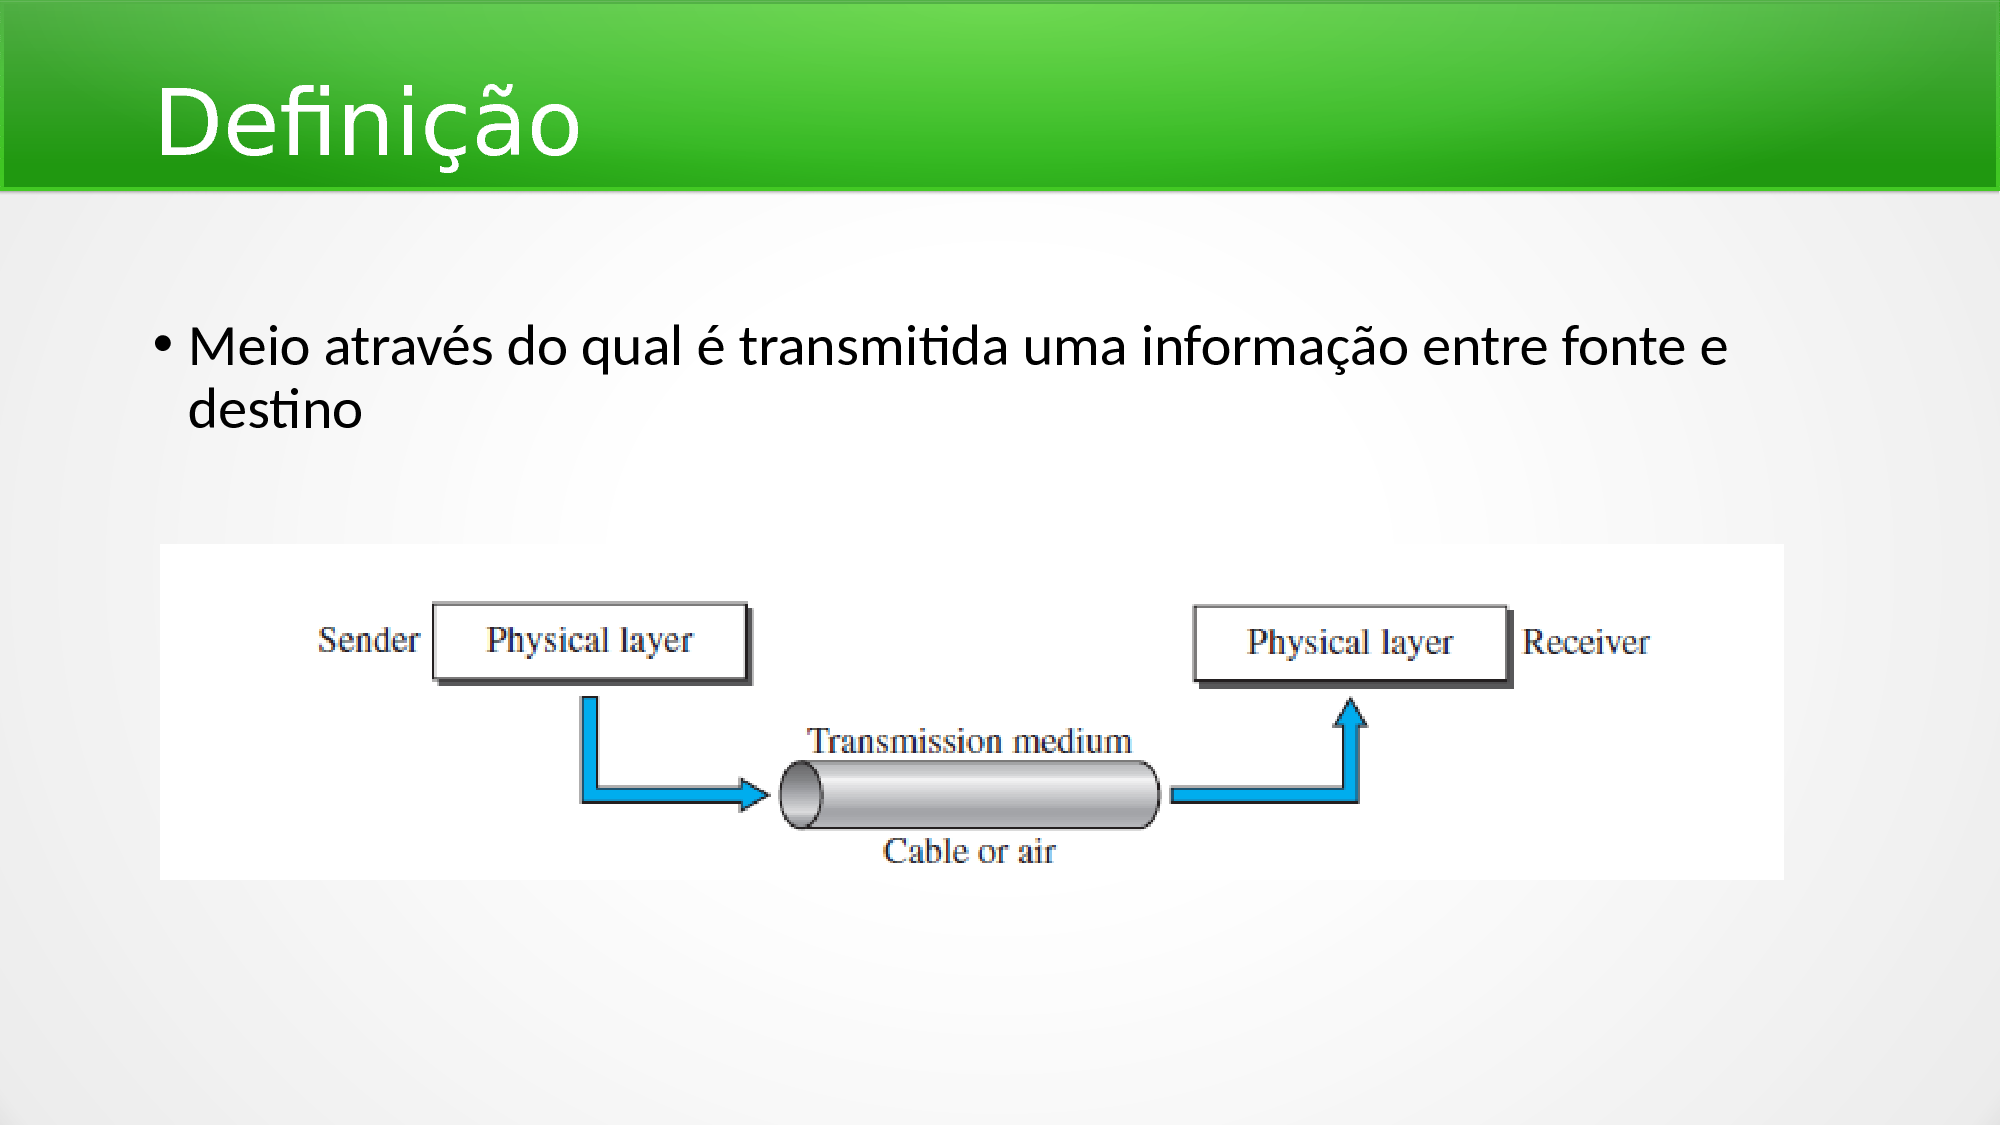 Definição
• Meio através do qual é transmitida uma informação entre fonte e
destino
Sender
Physical layer
Physical layer
Receiver
Transmission medium
Cable or air